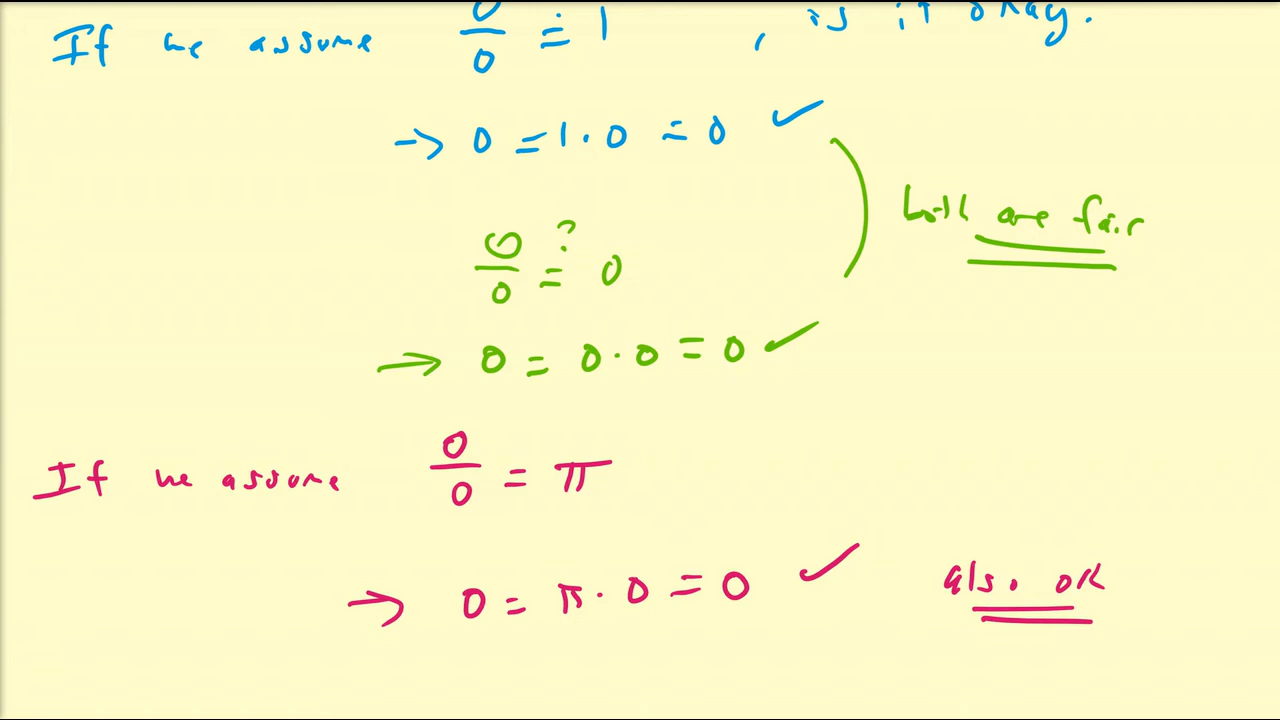 If we assume 0/0 = 1 , is it okay.
→ 0 = 1 · 0 = 0 ✓
0/0 =? 0 both are fair
→ 0 = 0 · 0 = 0 ✓
If we assume 0/0 = π
→ 0 = π · 0 = 0 ✓ also OK